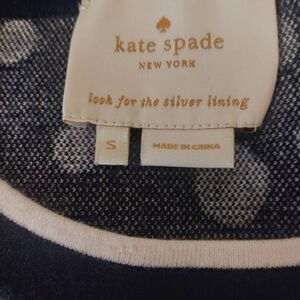 kate spade
NEW YORK
look for the silver lining
S
MADE IN CHINA